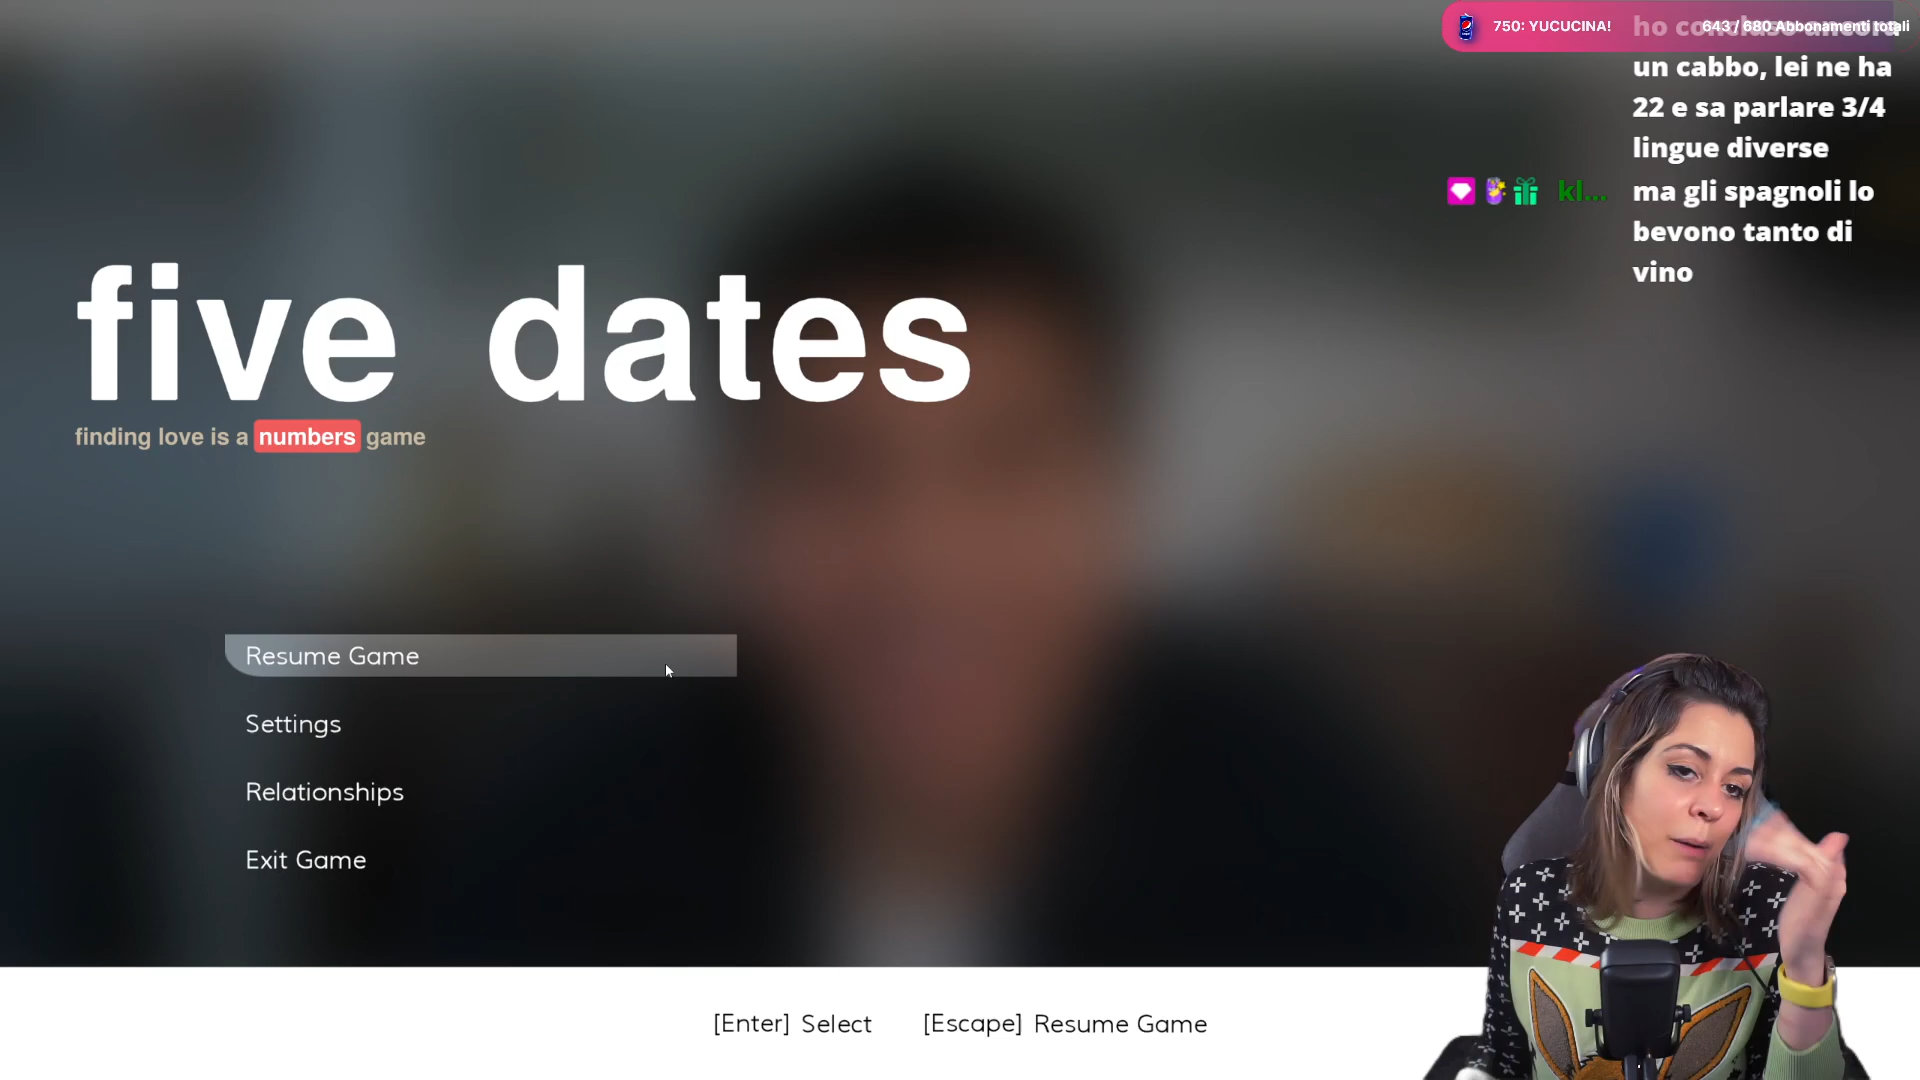 750: YUCUCINA!
643 / 680 Abbonamenti totali
un cabbo, lei ne ha
22 e sa parlare 3/4
lingue diverse
kl... ma gli spagnoli lo
bevono tanto di
vino
five dates
finding love is a numbers game
Resume Game
Settings
Relationships
Exit Game
[Enter] Select [Escape] Resume Game